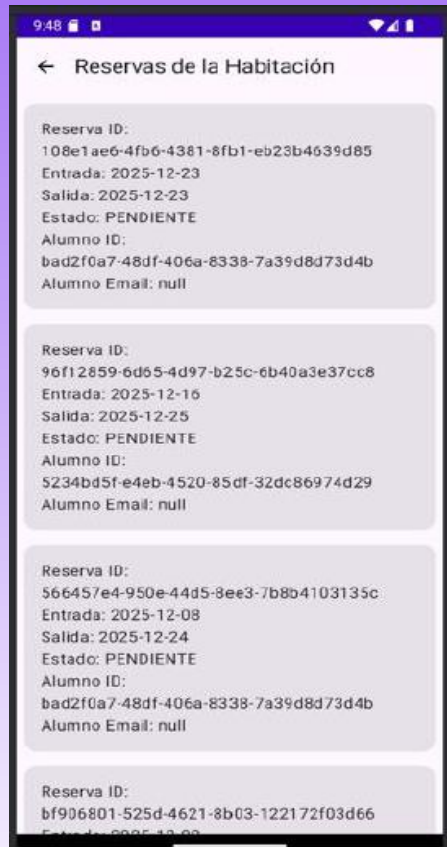 9:48
← Reservas de la Habitación
Reserva ID:
108e1ae6-4fb6-4381-8fb1-eb23b4639d85
Entrada: 2025-12-23
Salida: 2025-12-23
Estado: PENDIENTE
Alumno ID:
bad2f0a7-48df-406a-8338-7a39d8d73d4b
Alumno Email: null
Reserva ID:
96f12859-6d65-4d97-b25c-6b40a3e37cc8
Entrada: 2025-12-16
Salida: 2025-12-25
Estado: PENDIENTE
Alumno ID:
5234bd5f-e4eb-4520-85df-32dc86974d29
Alumno Email: null
Reserva ID:
566457e4-950e-44d5-8ee3-7b8b4103135c
Entrada: 2025-12-08
Salida: 2025-12-24
Estado: PENDIENTE
Alumno ID:
bad2f0a7-48df-406a-8338-7a39d8d73d4b
Alumno Email: null
Reserva ID:
bf906801-525d-4621-8b03-122172f03d66